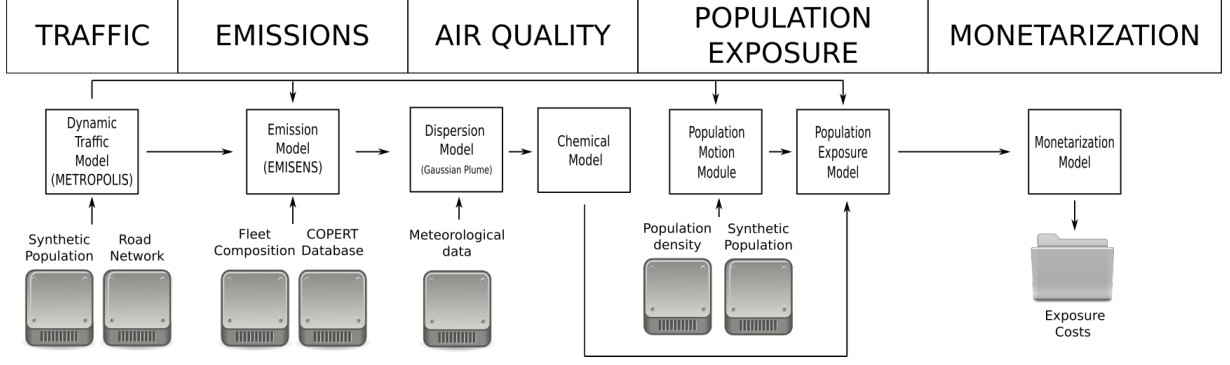 TRAFFIC
EMISSIONS
AIR QUALITY
POPULATION
EXPOSURE
MONETARIZATION
Dynamic
Traffic
Model
(METROPOLIS)
Emission
Model
(EMISENS)
Dispersion
Model
(Gaussian Plume)
Chemical
Model
Population
Motion
Module
Population
Exposure
Model
Monetarization
Model
Synthetic
Population
Road
Network
Fleet
Composition
COPERT
Database
Meteorological
data
Population
density
Synthetic
Population
Exposure
Costs